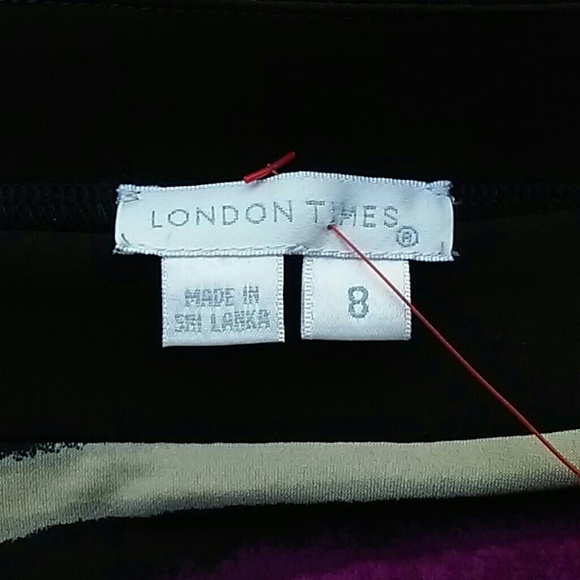 LONDON TIMES ®
MADE IN
SRI LANKA
8